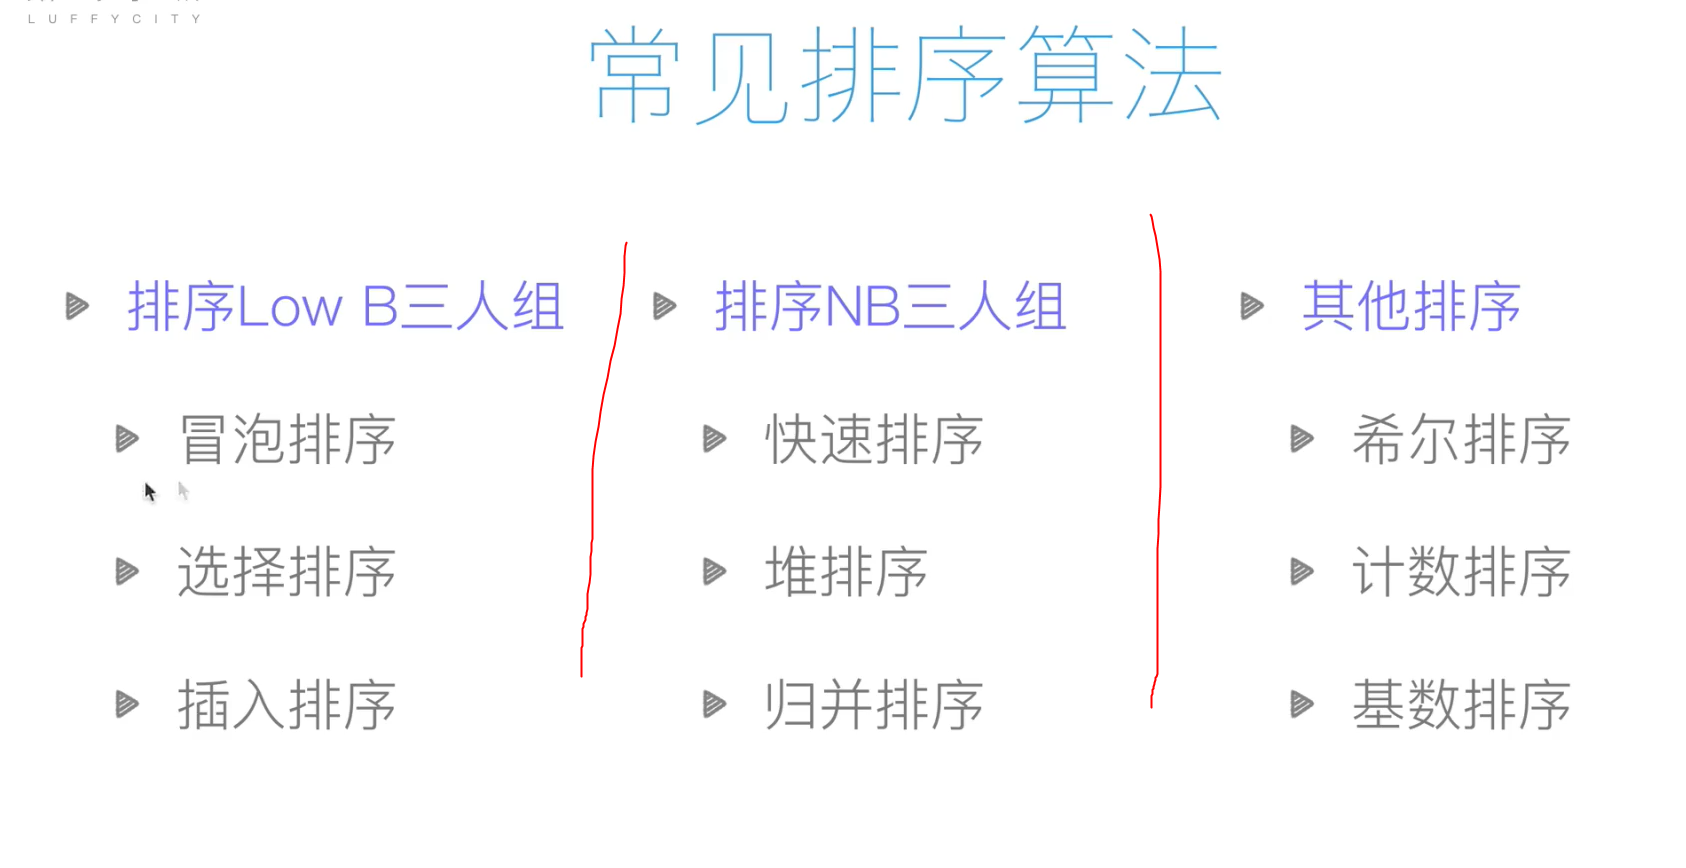 LUFFYCITY
常见排序算法
排序Low B三人组
冒泡排序
选择排序
插入排序
排序NB三人组
快速排序
堆排序
归并排序
其他排序
希尔排序
计数排序
基数排序